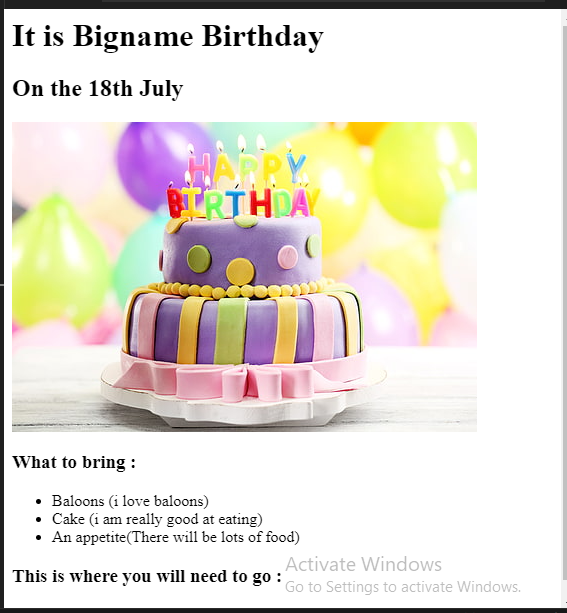 It is Bigname Birthday
On the 18th July
HAPPY
BIRTHDAY
What to bring :
Baloons (i love baloons)
Cake (i am really good at eating)
An appetite(There will be lots of food)
This is where you will need to go :
Activate Windows
Go to Settings to activate Windows.